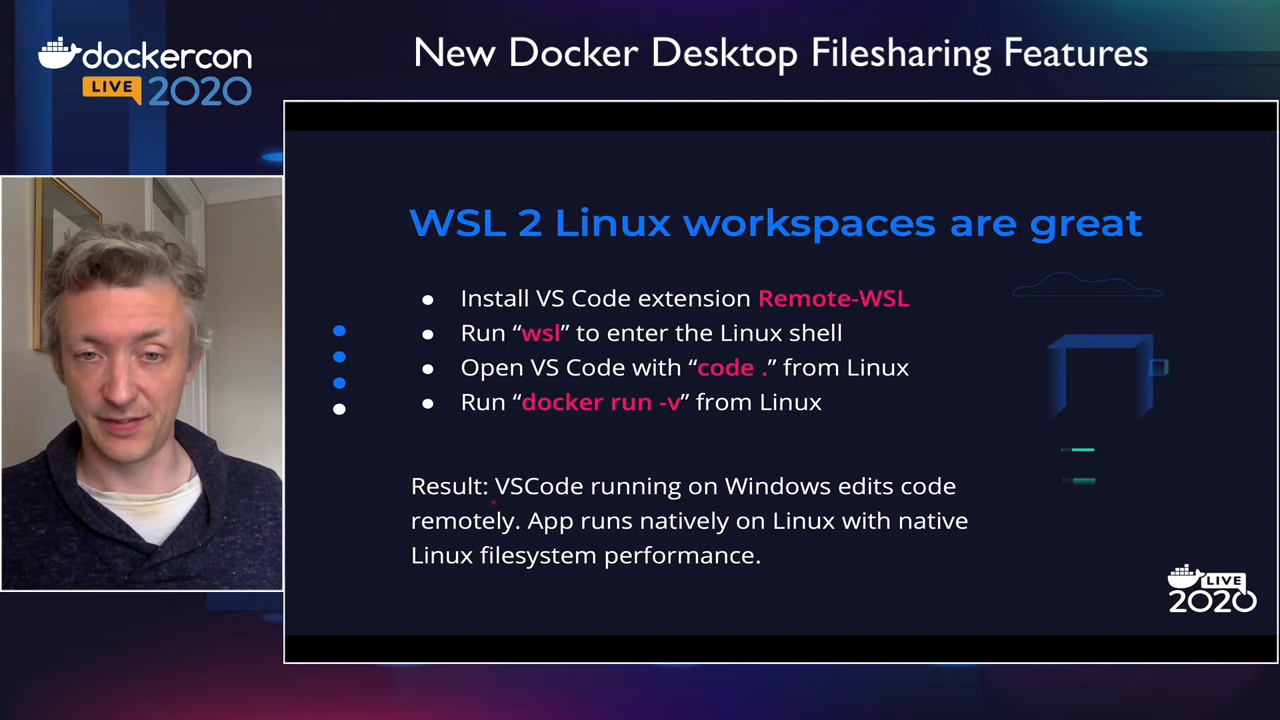 dockercon
LIVE 2020
New Docker Desktop Filesharing Features
WSL 2 Linux workspaces are great
● Install VS Code extension Remote-WSL
● Run “wsl” to enter the Linux shell
● Open VS Code with “code .” from Linux
● Run “docker run -v” from Linux
Result: VSCode running on Windows edits code
remotely. App runs natively on Linux with native
Linux filesystem performance.
LIVE
2020